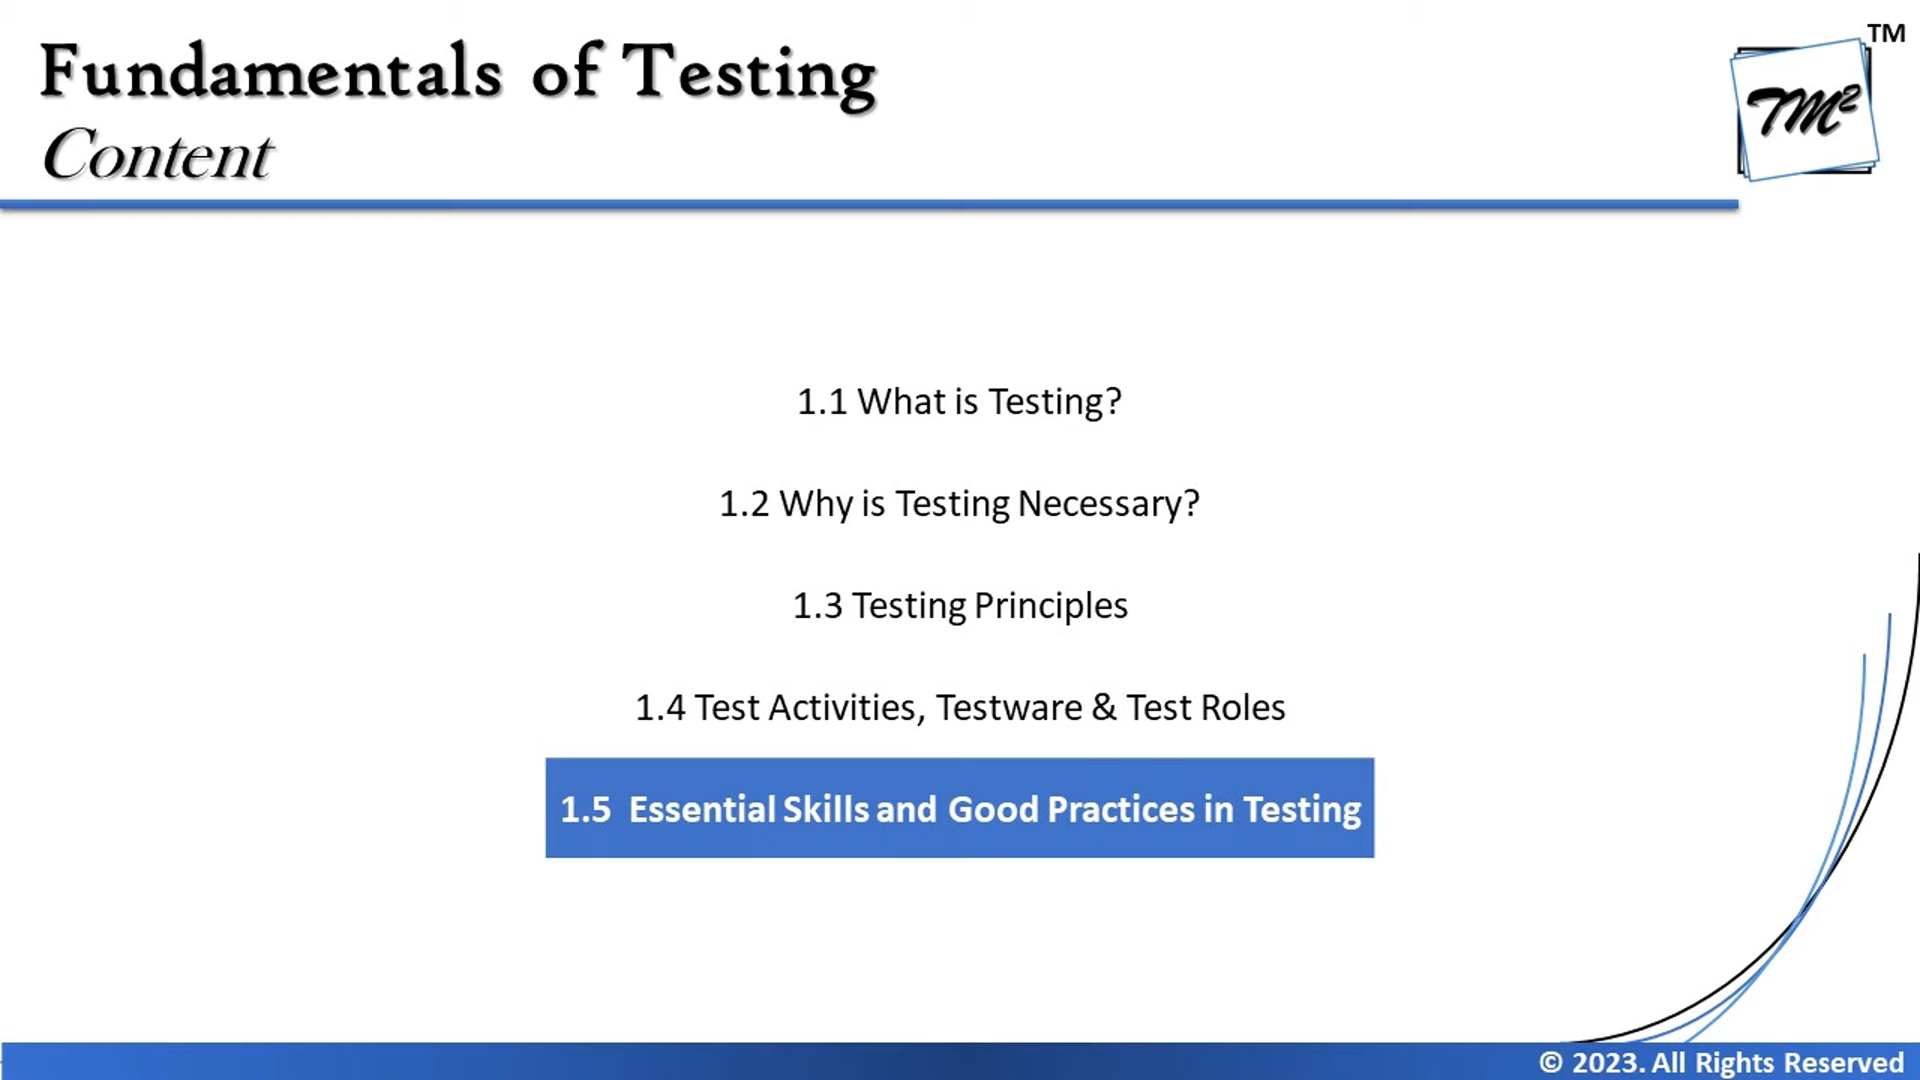 Fundamentals of Testing
Content
TM
TM²
1.1 What is Testing?
1.2 Why is Testing Necessary?
1.3 Testing Principles
1.4 Test Activities, Testware & Test Roles
1.5 Essential Skills and Good Practices in Testing
© 2023. All Rights Reserved